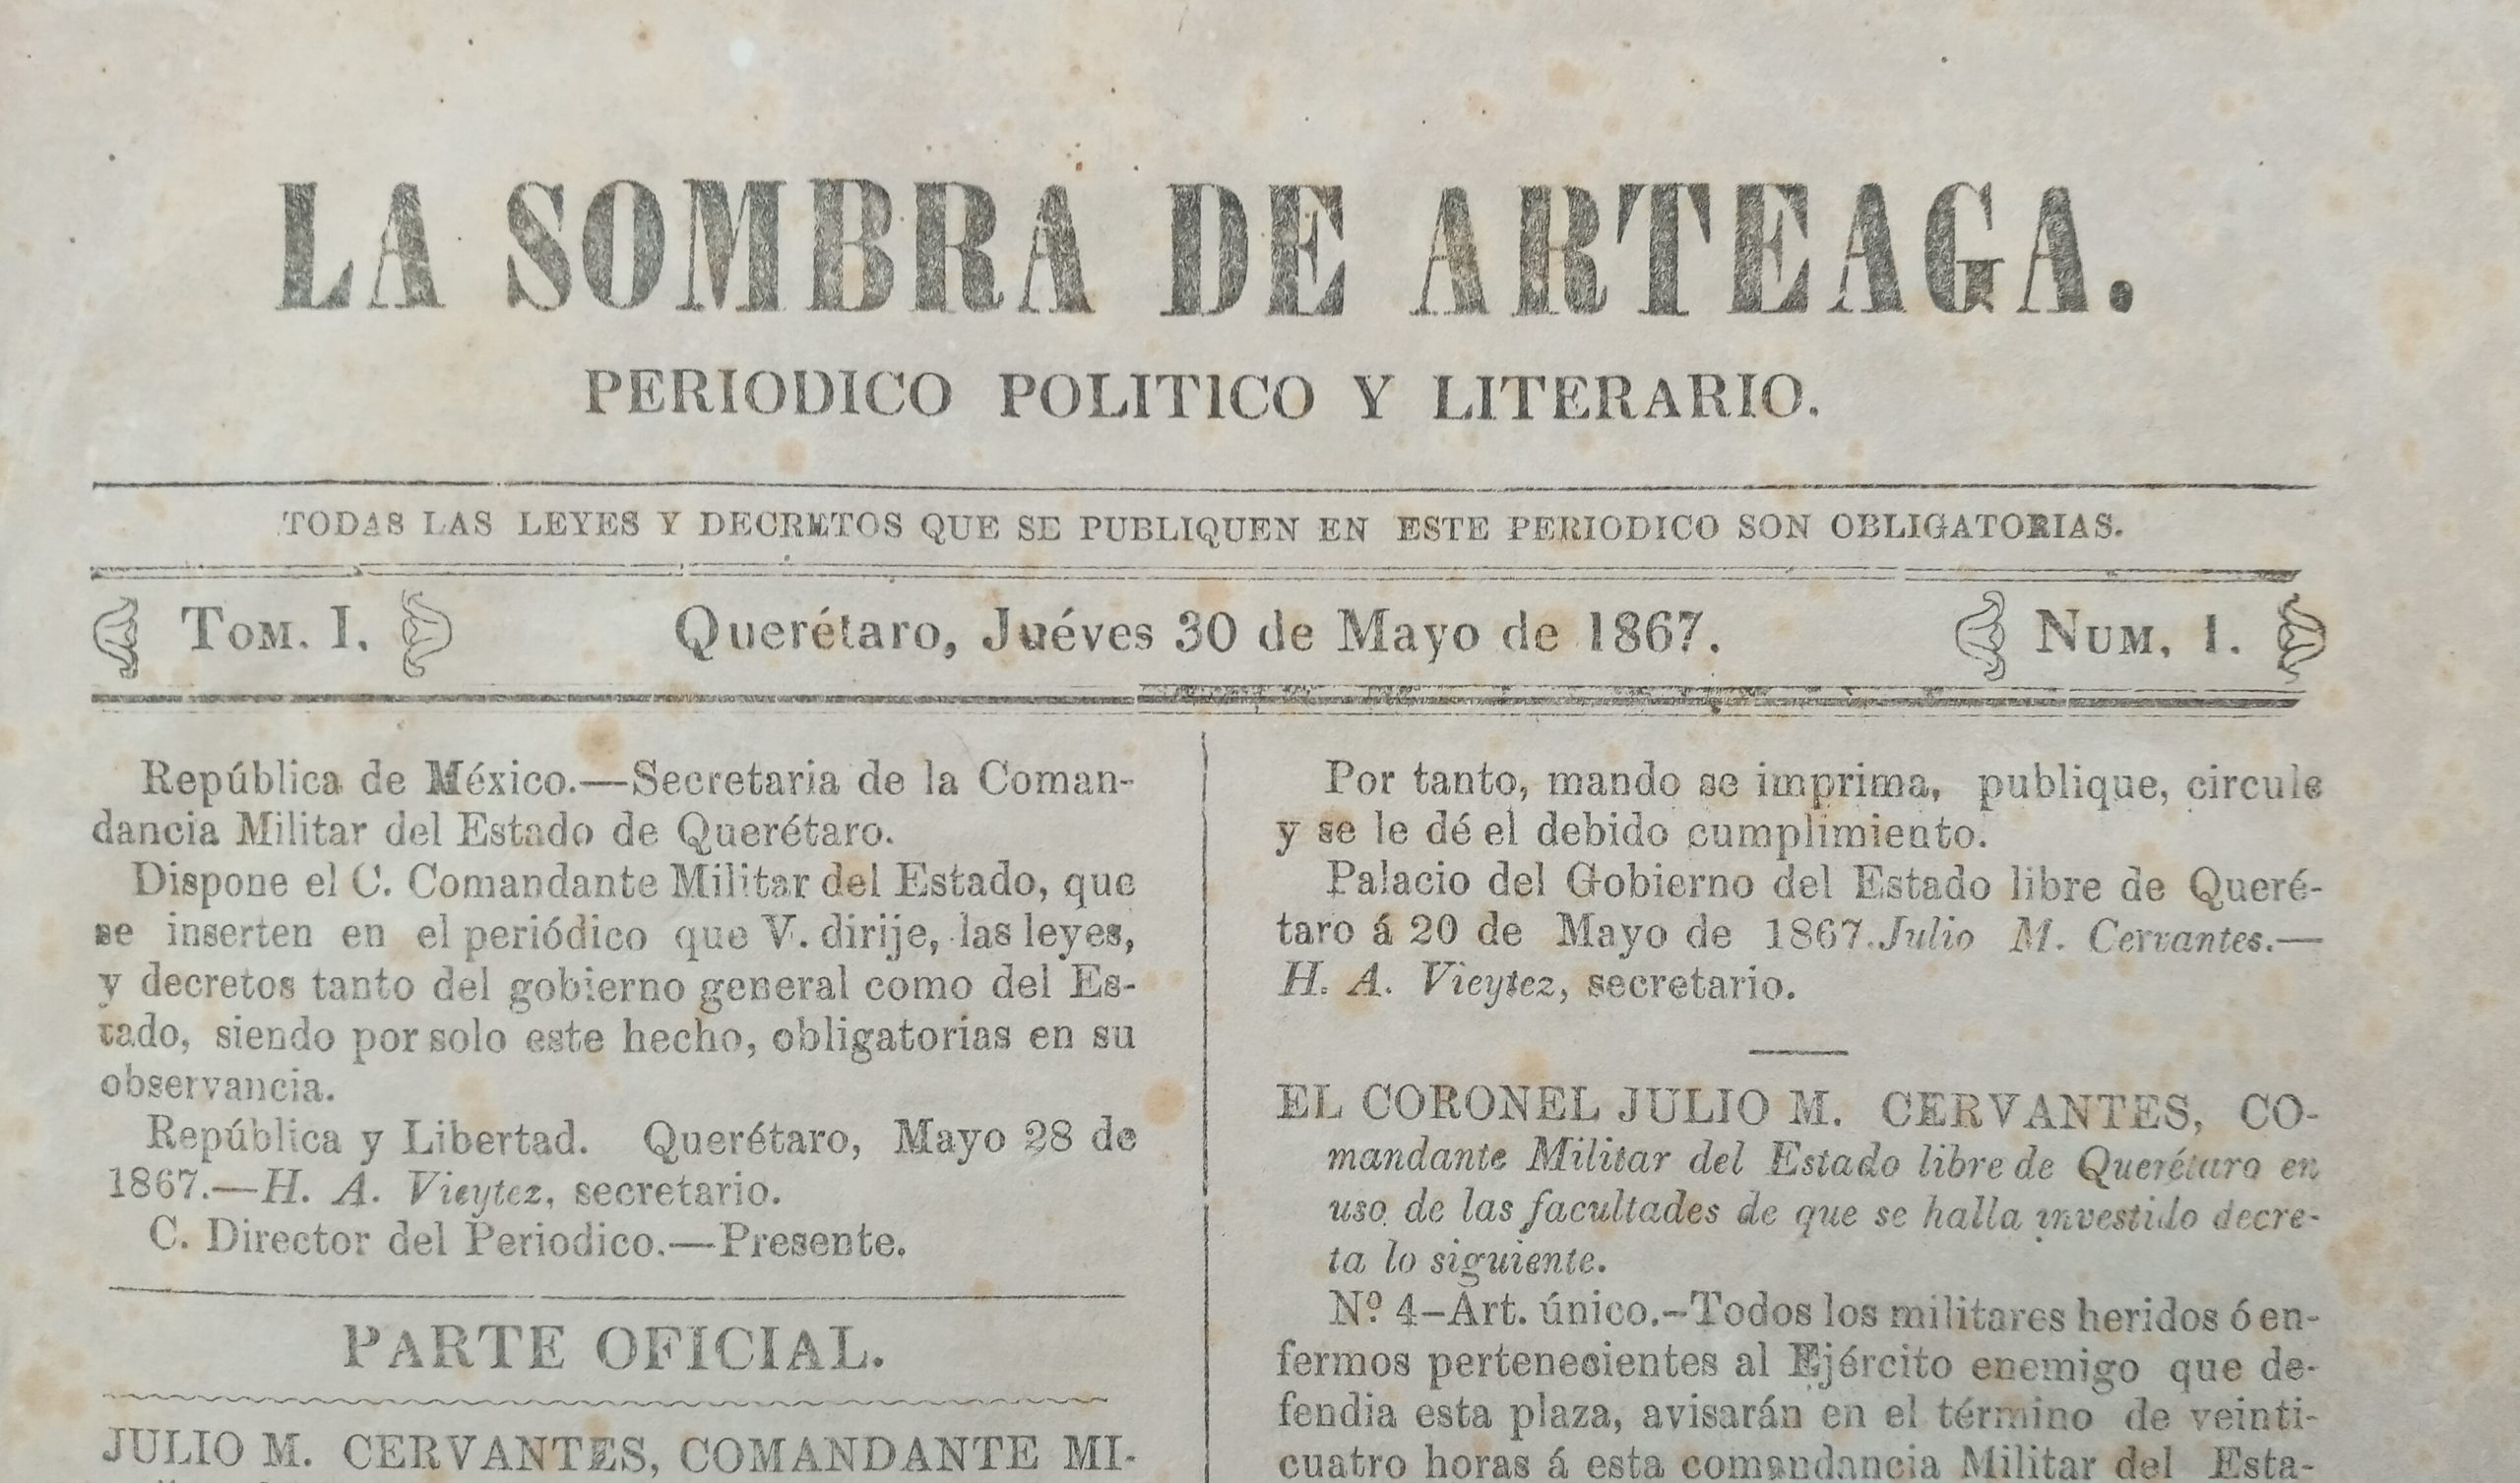 LA SOMBRA DE ARTEAGA.
PERIODICO POLITICO Y LITERARIO.
TODAS LAS LEYES Y DECRETOS QUE SE PUBLIQUEN EN ESTE PERIODICO SON OBLIGATORIAS.
TOM. I.
Querétaro, Juéves 30 de Mayo de 1867.
NUM. 1.
República de México.—Secretaria de la Coman-
dancia Militar del Estado de Querétaro.
Dispone el C. Comandante Militar del Estado, que
se inserten en el periódico que V. dirije, las leyes,
y decretos tanto del gobierno general como del Es-
tado, siendo por solo este hecho, obligatorias en su
observancia.
República y Libertad. Querétaro, Mayo 28 de
1867.—H. A. Vieytez, secretario.
C. Director del Periodico.—Presente.
PARTE OFICIAL.
JULIO M. CERVANTES, COMANDANTE MI-
Por tanto, mando se imprima, publique, circule
y se le dé el debido cumplimiento.
Palacio del Gobierno del Estado libre de Queré-
taro á 20 de Mayo de 1867.Julio M. Cervantes.—
H. A. Vieytez, secretario.
EL CORONEL JULIO M. CERVANTES, CO-
mandante Militar del Estado libre de Querétaro en
uso de las facultades de que se halla investido decre-
ta lo siguiente.
Nº 4–Art. único.–Todos los militares heridos ó en-
fermos pertenecientes al Ejército enemigo que de-
fendia esta plaza, avisarán en el término de veinti-
cuatro horas á esta comandancia Militar del Esta-